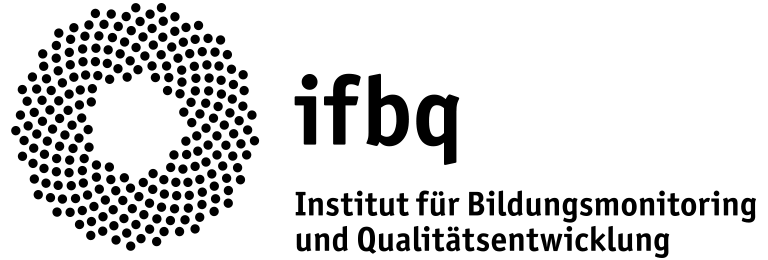 ifbq
Institut für Bildungsmonitoring
und Qualitätsentwicklung